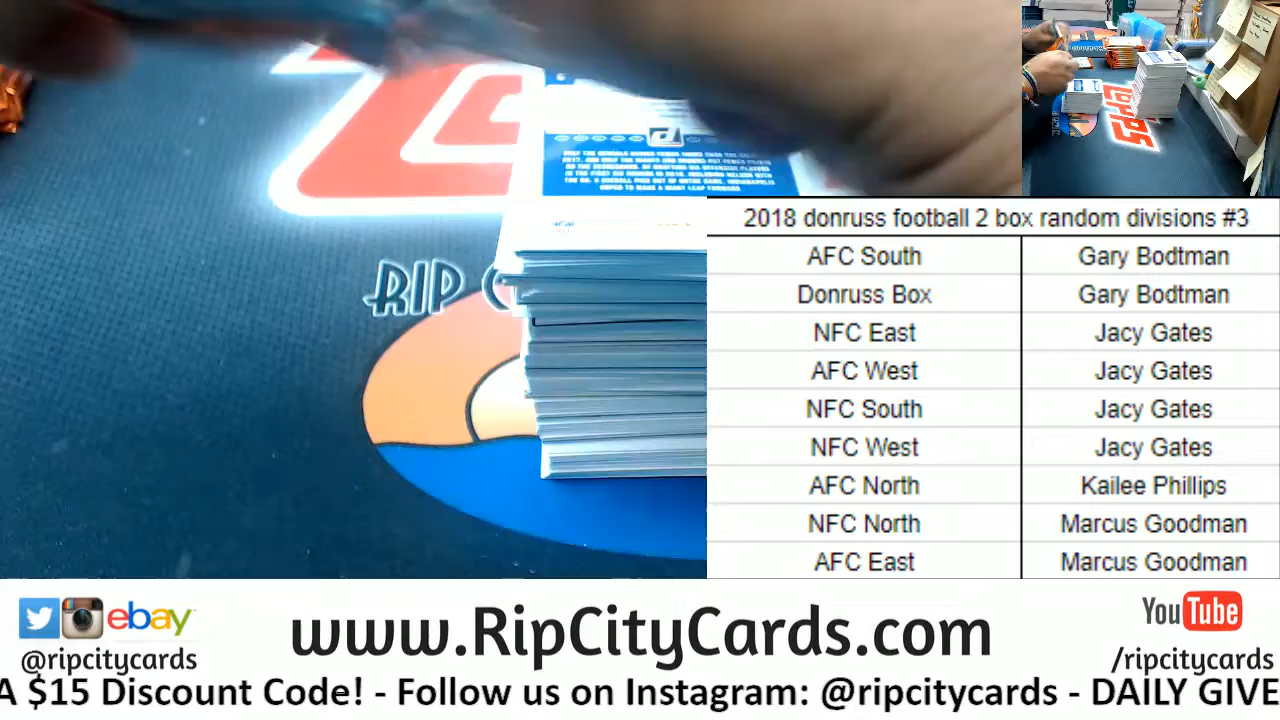 RIP C
2018 donruss football 2 box random divisions #3
AFC South Gary Bodtman
Donruss Box Gary Bodtman
NFC East Jacy Gates
AFC West Jacy Gates
NFC South Jacy Gates
NFC West Jacy Gates
AFC North Kailee Phillips
NFC North Marcus Goodman
AFC East Marcus Goodman
ebay
www.RipCityCards.com
You Tube
@ripcitycards
/ripcitycards
A $15 Discount Code! - Follow us on Instagram: @ripcitycards - DAILY GIVE